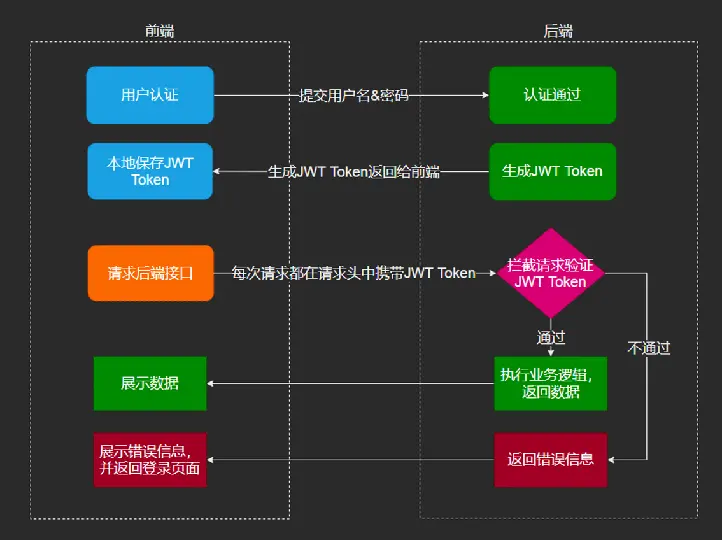 前端
后端
用户认证
提交用户名&密码
认证通过
本地保存JWT
Token
生成JWT Token返回给前端
生成JWT Token
请求后端接口
每次请求都在请求头中携带JWT Token
拦截请求验证
JWT Token
通过
不通过
展示数据
执行业务逻辑，
返回数据
展示错误信息，
并返回登录页面
返回错误信息